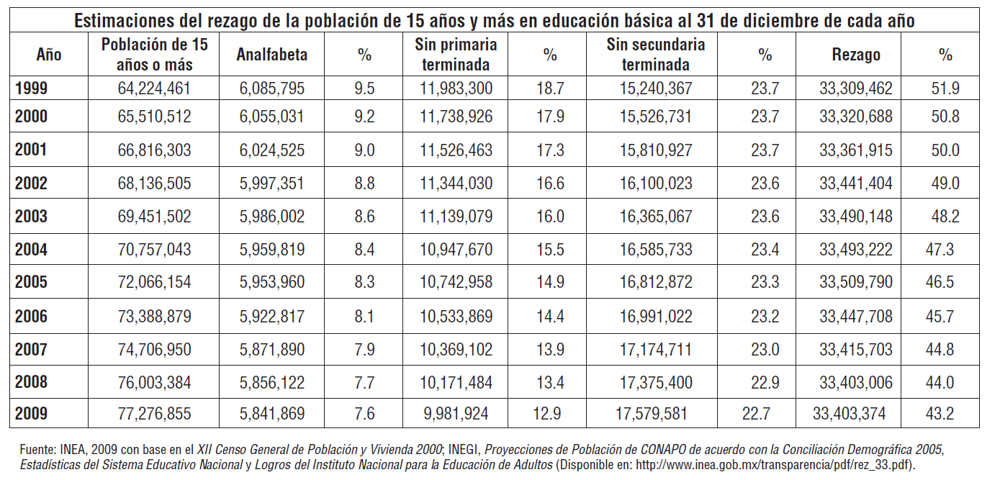 Estimaciones del rezago de la población de 15 años y más en educación básica al 31 de diciembre de cada año
Año Población de 15 años o más Analfabeta % Sin primaria terminada % Sin secundaria terminada % Rezago %
1999 64,224,461 6,085,795 9.5 11,983,300 18.7 15,240,367 23.7 33,309,462 51.9
2000 65,510,512 6,055,031 9.2 11,738,926 17.9 15,526,731 23.7 33,320,688 50.8
2001 66,816,303 6,024,525 9.0 11,526,463 17.3 15,810,927 23.7 33,361,915 50.0
2002 68,136,505 5,997,351 8.8 11,344,030 16.6 16,100,023 23.6 33,441,404 49.0
2003 69,451,502 5,986,002 8.6 11,139,079 16.0 16,365,067 23.6 33,490,148 48.2
2004 70,757,043 5,959,819 8.4 10,947,670 15.5 16,585,733 23.4 33,493,222 47.3
2005 72,066,154 5,953,960 8.3 10,742,958 14.9 16,812,872 23.3 33,509,790 46.5
2006 73,388,879 5,922,817 8.1 10,533,869 14.4 16,991,022 23.2 33,447,708 45.7
2007 74,706,950 5,871,890 7.9 10,369,102 13.9 17,174,711 23.0 33,415,703 44.8
2008 76,003,384 5,856,122 7.7 10,171,484 13.4 17,375,400 22.9 33,403,006 44.0
2009 77,276,855 5,841,869 7.6 9,981,924 12.9 17,579,581 22.7 33,403,374 43.2
Fuente: INEA, 2009 con base en el XII Censo General de Población y Vivienda 2000; INEGI, Proyecciones de Población de CONAPO de acuerdo con la Conciliación Demográfica 2005,
Estadísticas del Sistema Educativo Nacional y Logros del Instituto Nacional para la Educación de Adultos (Disponible en: http://www.inea.gob.mx/transparencia/pdf/rez_33.pdf).